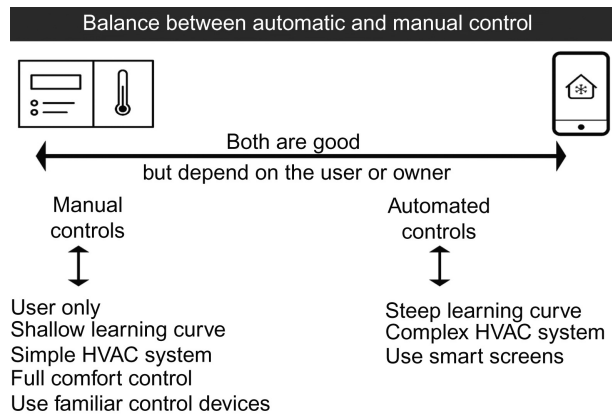 Balance between automatic and manual control
Both are good
but depend on the user or owner
Manual
controls
Automated
controls
User only
Shallow learning curve
Simple HVAC system
Full comfort control
Use familiar control devices
Steep learning curve
Complex HVAC system
Use smart screens